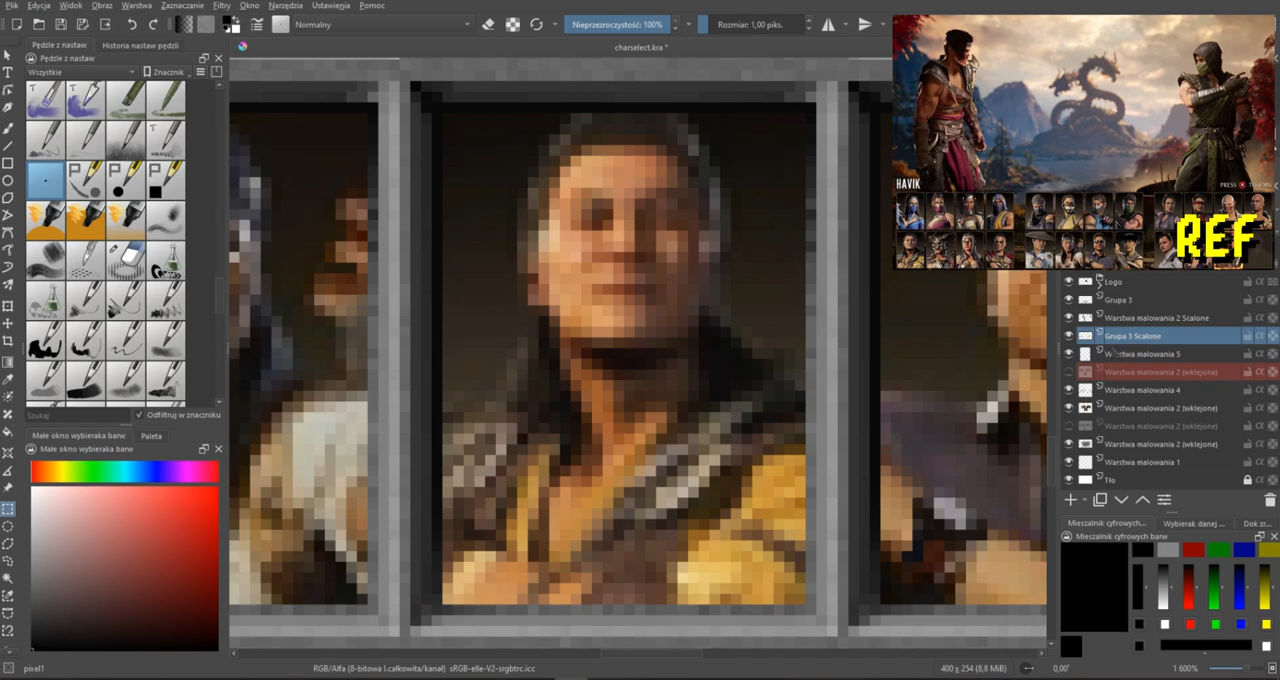 Plik Edycja Widok Obraz Warstwa Zaznaczanie Filtry Okno Narzędzia Ustawienia Pomoc
Normalny
Nieprzezroczystość: 100%
Rozmiar: 1,00 piks.
Pędzle z nastaw Historia nastaw pędzli
charselect.kra *
Pędzle z nastaw
Wszystkie
Znacznik
HAVIK
REF
Logo
Grupa 3
Warstwa malowania 2 Scalone
Grupa 3 Scalone
Warstwa malowania 5
Warstwa malowania 2 (wklejone)
Warstwa malowania 4
Warstwa malowania 2 (wklejone)
Warstwa malowania 2 (wklejone)
Warstwa malowania 2 (wklejone)
Warstwa malowania 1
Tło
Szukaj
Odfiltruj w znaczniku
Małe okno wybieraka barw Paleta
Małe okno wybieraka barw
Mieszalnik cyfrowych... Wybierak danej ... Dok zr...
Mieszalnik cyfrowych barw
pixel1
RGB/Alfa (8-bitowa l.całkowita/kanał) sRGB-elle-V2-srgbtrc.icc
400 x 254 (8,8 MiB)
0,00°
1 600%